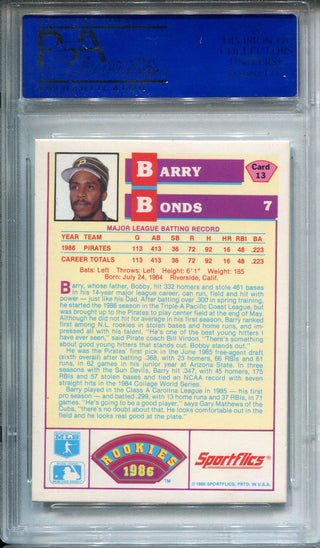 PSA
A
DIVISION OF
COLLECTORS
UNIVERSE
Card
13
BARRY
BONDS 7
MAJOR LEAGUE BATTING RECORD
YEAR TEAM G AB SB R H HR RBI BA
1986 PIRATES 113 413 36 72 92 16 48 .223
CAREER TOTALS 113 413 36 72 92 16 48 .223
Bats: Left Throws: Left Height: 6'1" Weight: 185
Born: July 24, 1964 Riverside, Calif.
Barry, whose father, Bobby, hit 332 homers and stole 461 bases
in his 14-year major league career, can run, field and hit with
power — just like his Dad. After batting over .300 in spring training,
he started the 1986 season in the Triple A Pacific Coast League, but
was brought up to the Pirates to play center field at the end of May.
Although he did not hit for average in his first season, Barry ranked
first among N.L. rookies in stolen bases and home runs, and im-
pressed all with his talent. "He's one of the best young hitters I
have ever seen," said Pirate coach Bill Virdon. "There's something
about good young hitters that stands out. Bobby stands out."
He was the Pirates' first pick in the June 1985 free-agent draft
(sixth overall) after batting .368, with 23 homers, 66 RBIs and 61
runs, in 62 games in his junior year at Arizona State. In three
seasons with the Sun Devils, Barry hit .347, with 45 homers, 175
RBIs and 57 stolen bases and tied an NCAA record with seven
straight hits in the 1984 College World Series.
Barry played in the Class A Carolina League in 1985 — his first
pro season — and batted .299, with 13 home runs and 37 RBIs, in 71
games. "He's going to be a good player," says Gary Mathews of the
Cubs, "there's no doubt about that. He looks comfortable out in the
field and he looks real good at the plate."
ROOKIES
1986
TM
Sportflics®
©1986 SPORTFLICS, PRTD. IN U.S.A.